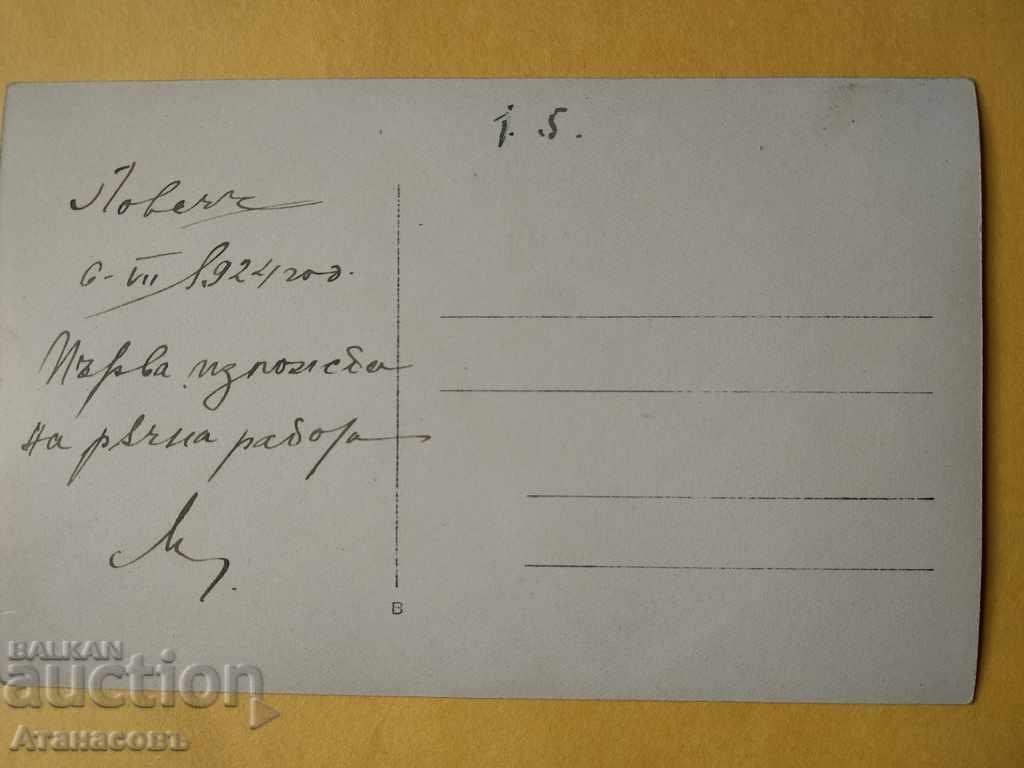 1. 5.
Ловечъ
6-VII 1924 год.
Първа изложба
на ръчна работа
B
BALKAN
auction
Атанасовъ